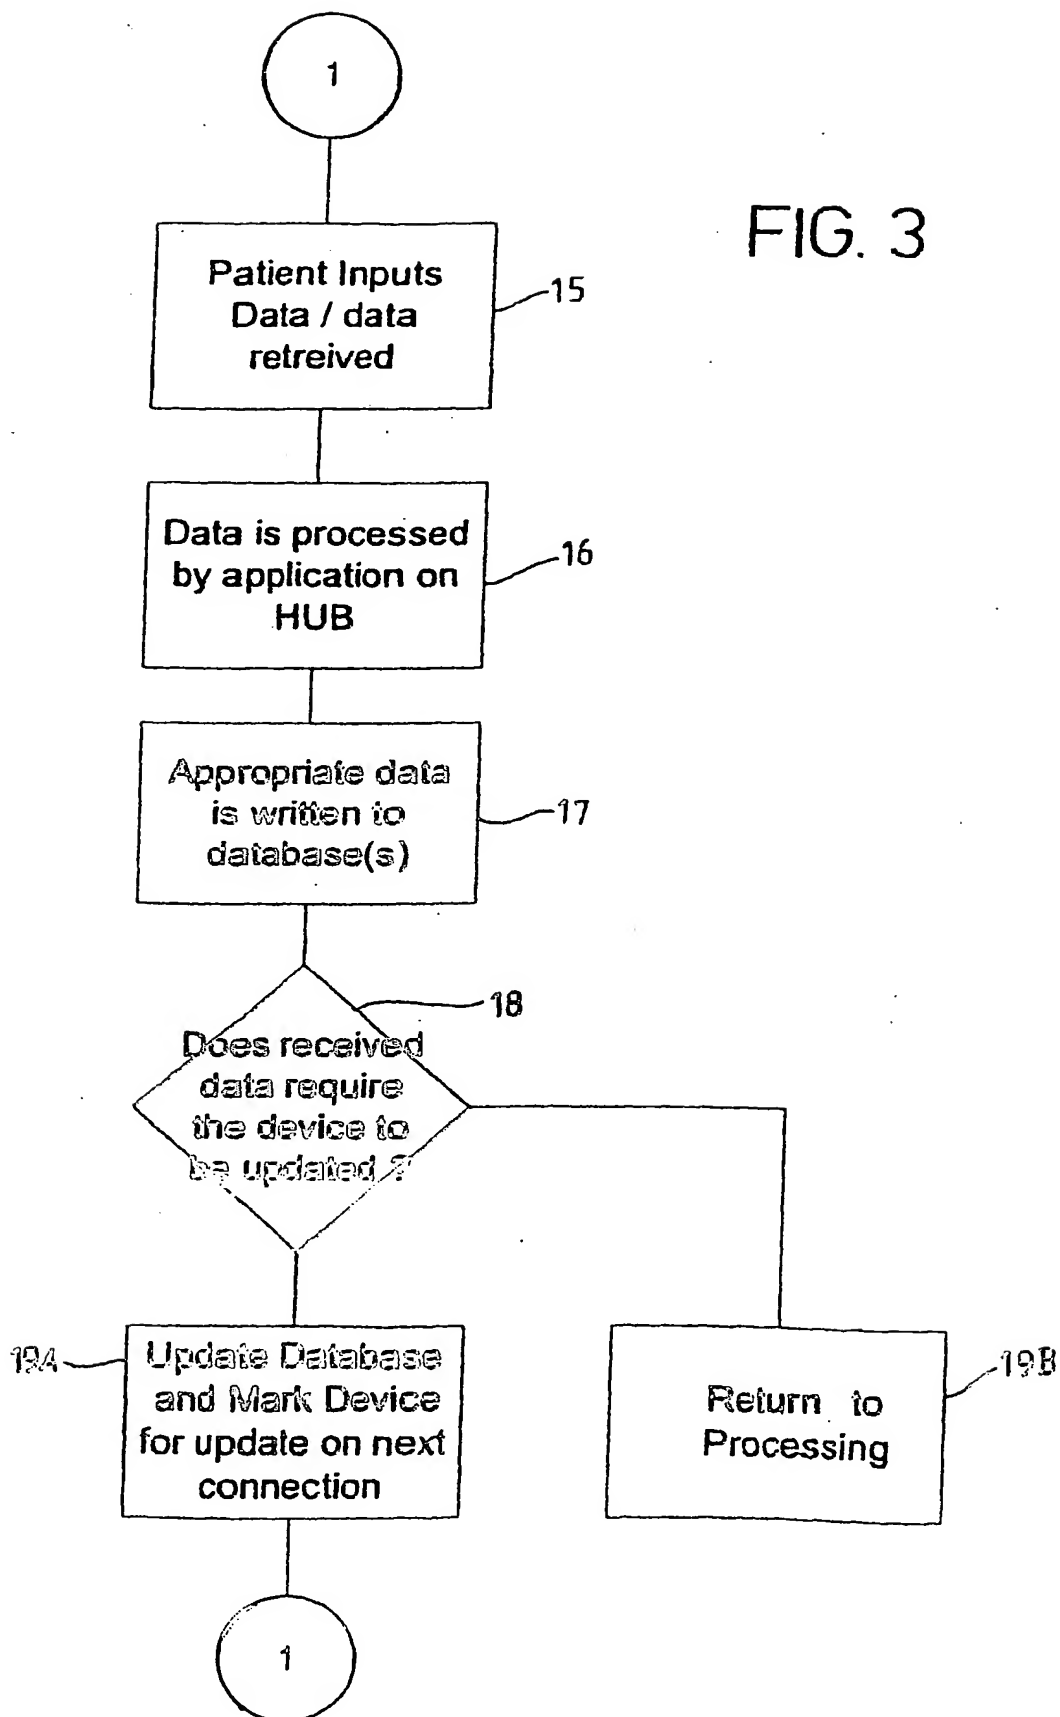 1
FIG. 3
Patient Inputs
Data / data
retreived
15
Data is processed
by application on
HUB
16
Appropriate data
is written to
database(s)
17
18
Does received
data require
the device to
be updated ?
19A
Update Database
and Mark Device
for update on next
connection
Return to
Processing
19B
1